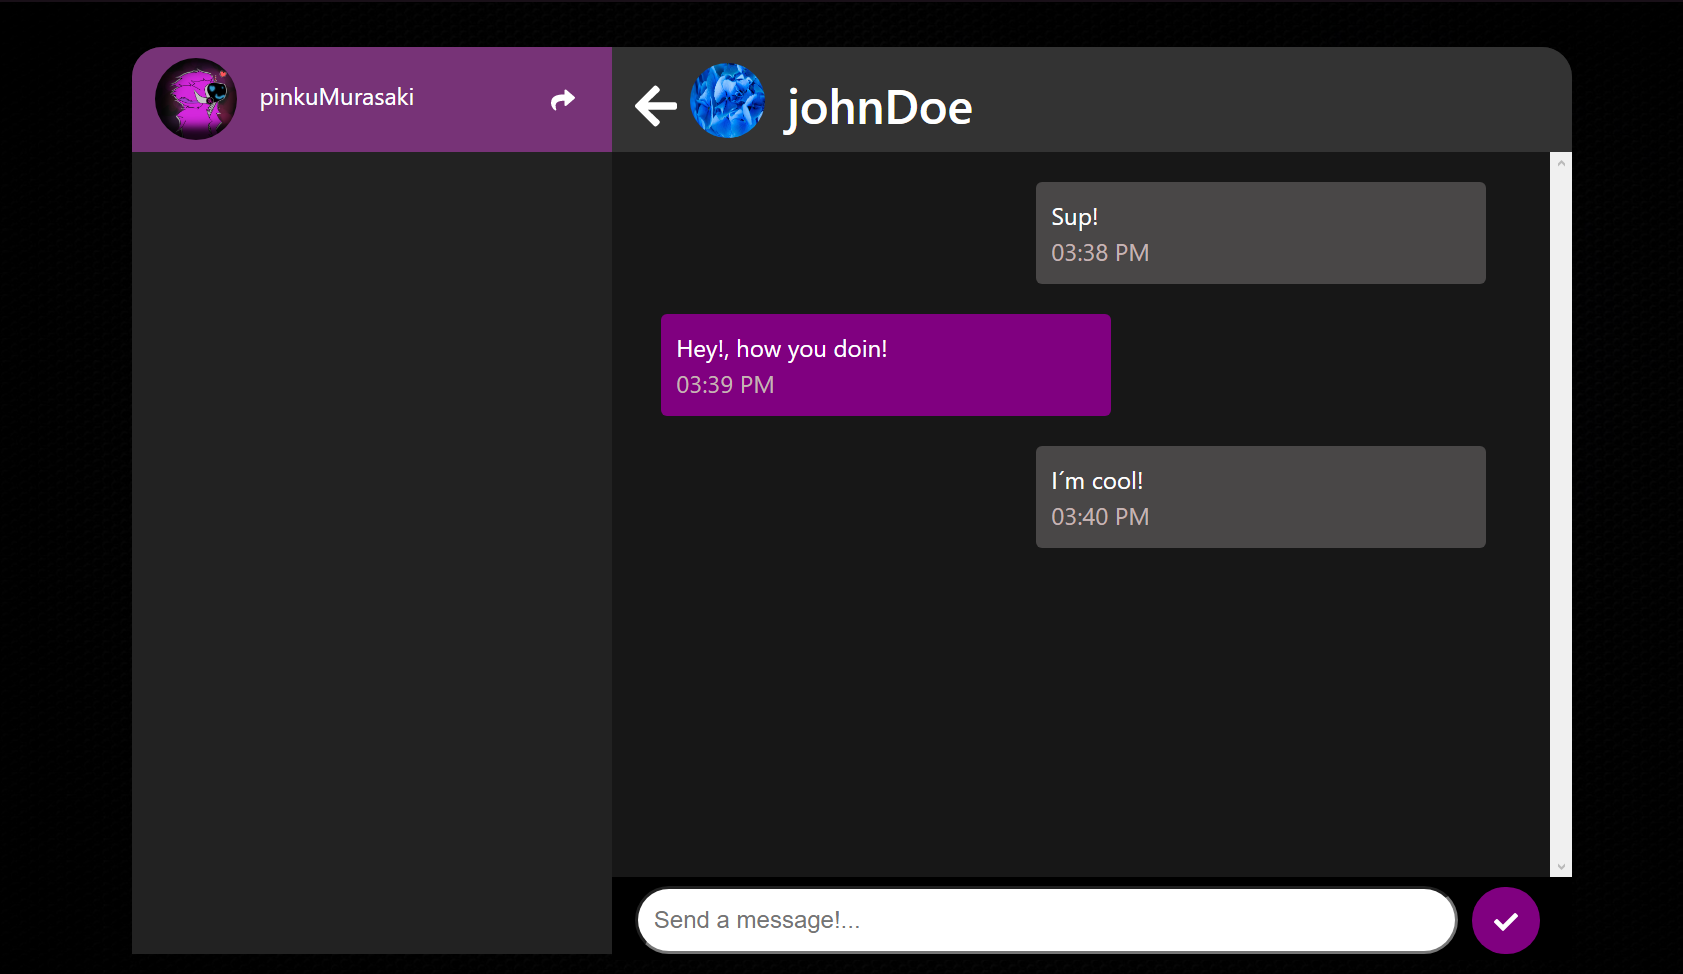 pinkuMurasaki
johnDoe
Sup!
03:38 PM
Hey!, how you doin!
03:39 PM
I´m cool!
03:40 PM
Send a message!...